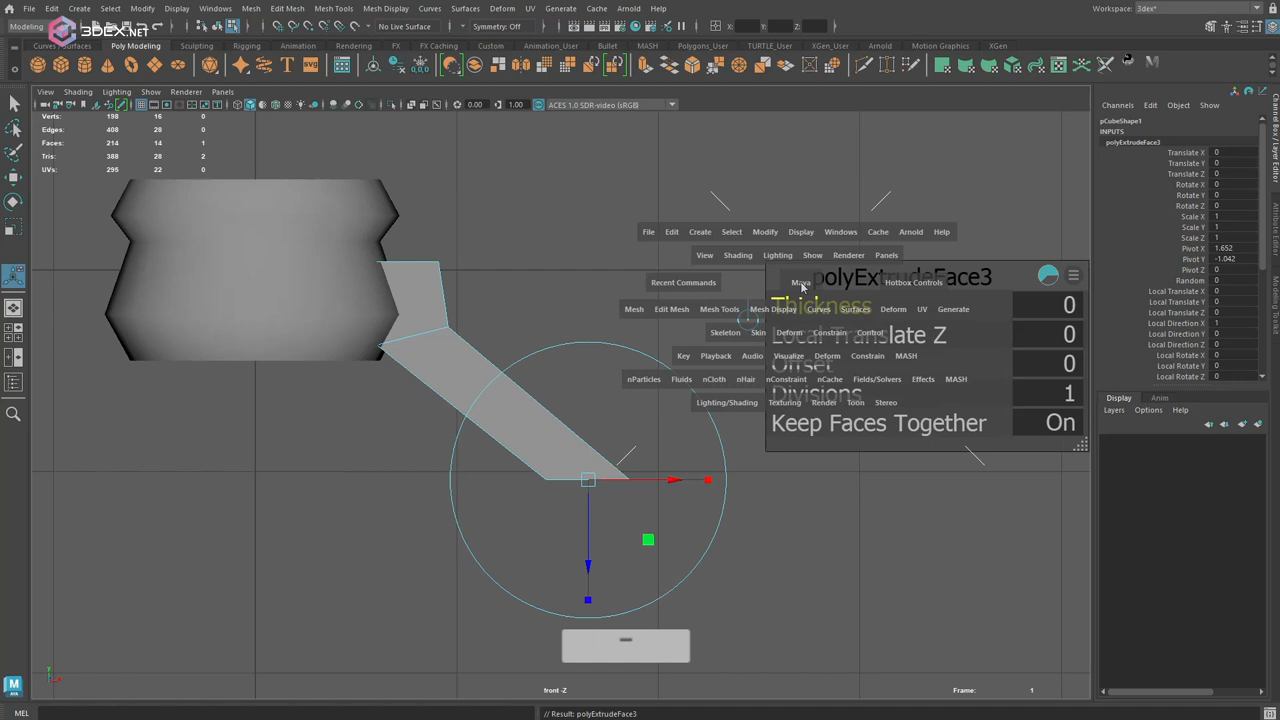 File Edit Create Select Modify Display Windows Mesh Edit Mesh Mesh Tools Mesh Display Curves Surfaces Deform UV Generate Cache Arnold Help
Workspace: 3dex*
Modeling
3DEX.NET
No Live Surface
Symmetry: Off
X:
Y:
Z:
Curves / Surfaces Poly Modeling Sculpting Rigging Animation Rendering FX FX Caching Custom Animation_User Bullet MASH Polygons_User TURTLE_User XGen_User Arnold Motion Graphics XGen
SVG
View Shading Lighting Show Renderer Panels
0.00 1.00 ACES 1.0 SDR-video (sRGB)
Verts: 198 16 0
Edges: 408 28 0
Faces: 214 14 1
Tris: 388 28 2
UVs: 295 22 0
File Edit Create Select Modify Display Windows Cache Arnold Help
View Shading Lighting Show Renderer Panels
Recent Commands Maya Hotbox Controls
Mesh Edit Mesh Mesh Tools Mesh Display Curves Surfaces Deform UV Generate
Skeleton Skin Deform Constrain Control
Key Playback Audio Visualize Deform Constrain MASH
nParticles Fluids nCloth nHair nConstraint nCache Fields/Solvers Effects MASH
Lighting/Shading Texturing Render Toon Stereo
polyExtrudeFace3
Thickness 0
Local Translate Z 0
Offset 0
Divisions 1
Keep Faces Together On
front -Z
Frame: 1
Channels Edit Object Show
pCubeShape1
INPUTS
polyExtrudeFace3
Translate X 0
Translate Y 0
Translate Z 0
Rotate X 0
Rotate Y 0
Rotate Z 0
Scale X 1
Scale Y 1
Scale Z 1
Pivot X 1.652
Pivot Y -1.042
Pivot Z 0
Random 0
Local Translate X 0
Local Translate Y 0
Local Translate Z 0
Local Direction X 1
Local Direction Y 0
Local Direction Z 0
Local Rotate X 0
Local Rotate Y 0
Local Rotate Z 0
Display Anim
Layers Options Help
Channel Box / Layer Editor
Attribute Editor
Modeling Toolkit
MEL
// Result: polyExtrudeFace3